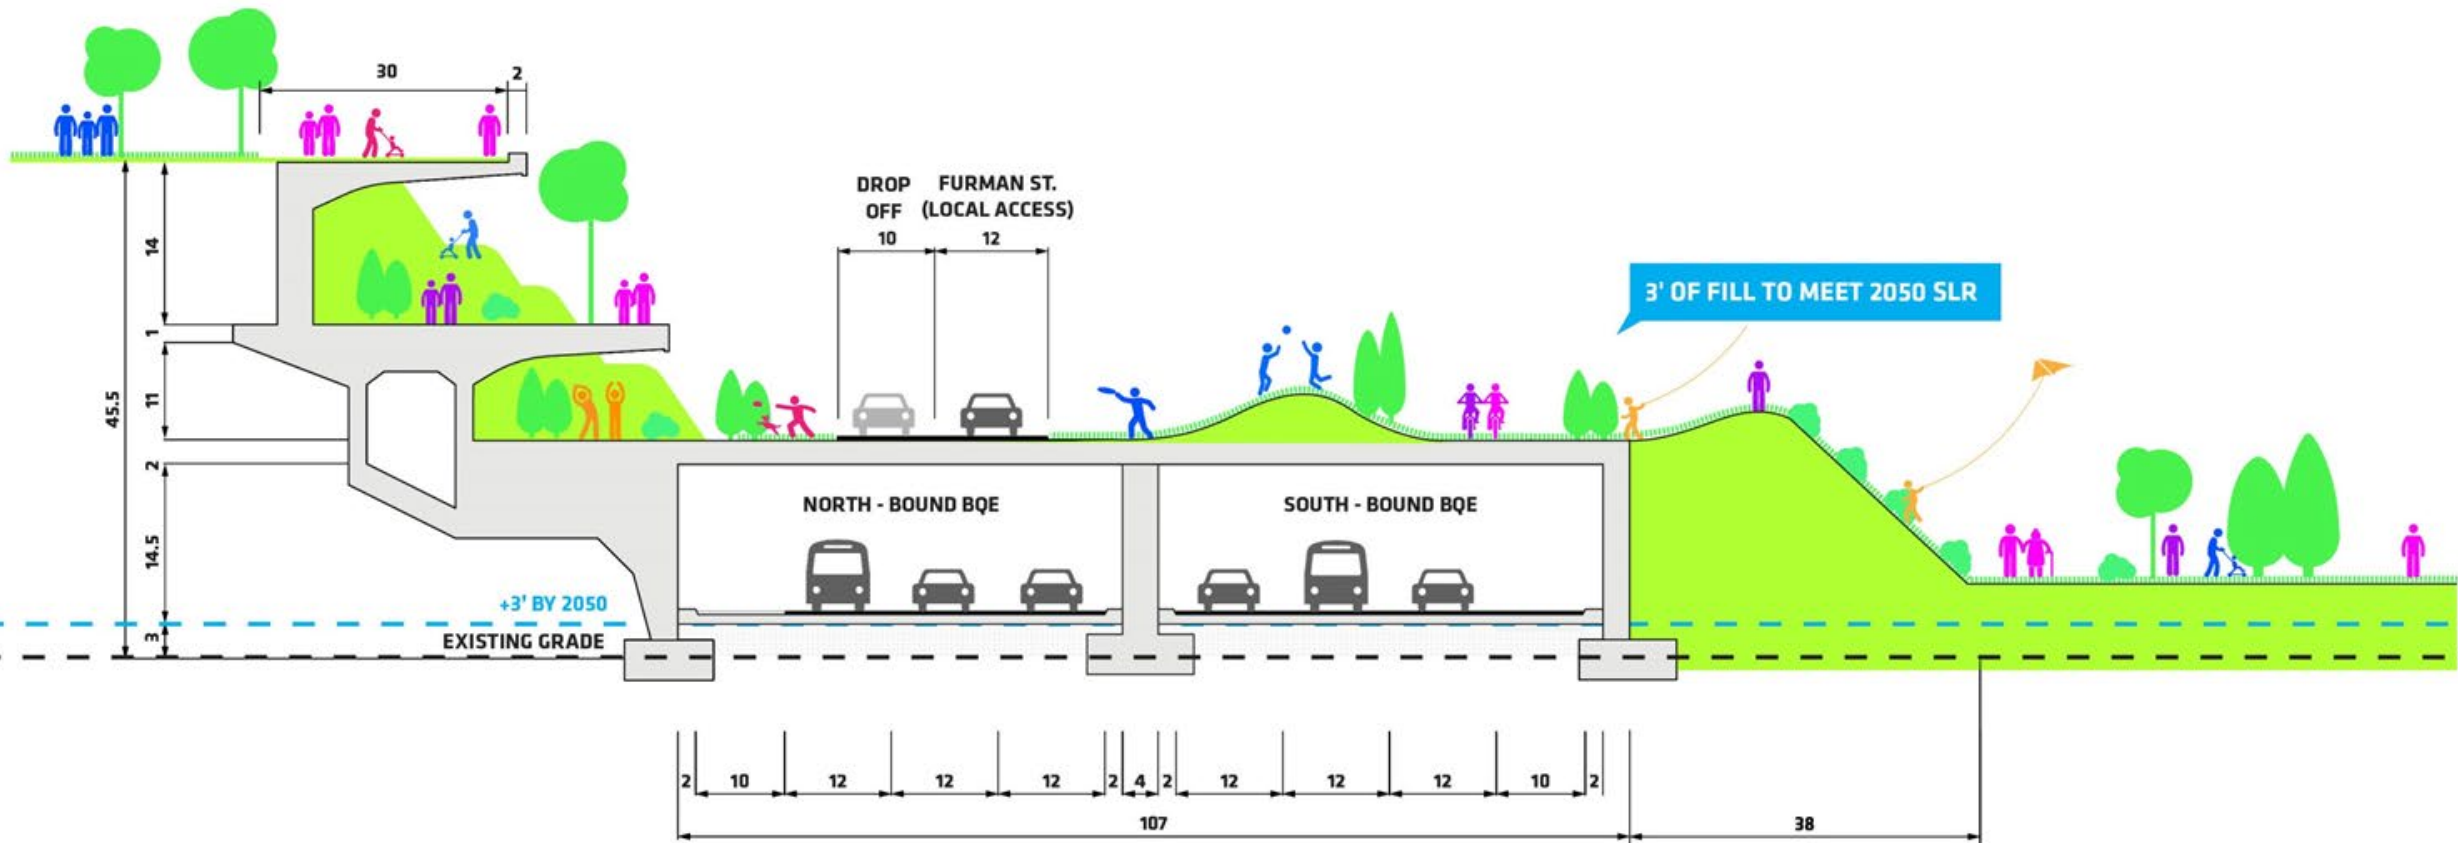 30
2
DROP
OFF
FURMAN ST.
(LOCAL ACCESS)
10
12
14
1
11
2
14.5
3
45.5
3' OF FILL TO MEET 2050 SLR
NORTH - BOUND BQE
SOUTH - BOUND BQE
+3' BY 2050
EXISTING GRADE
2 10 12 12 12 2 4 2 12 12 12 10 2
107
38